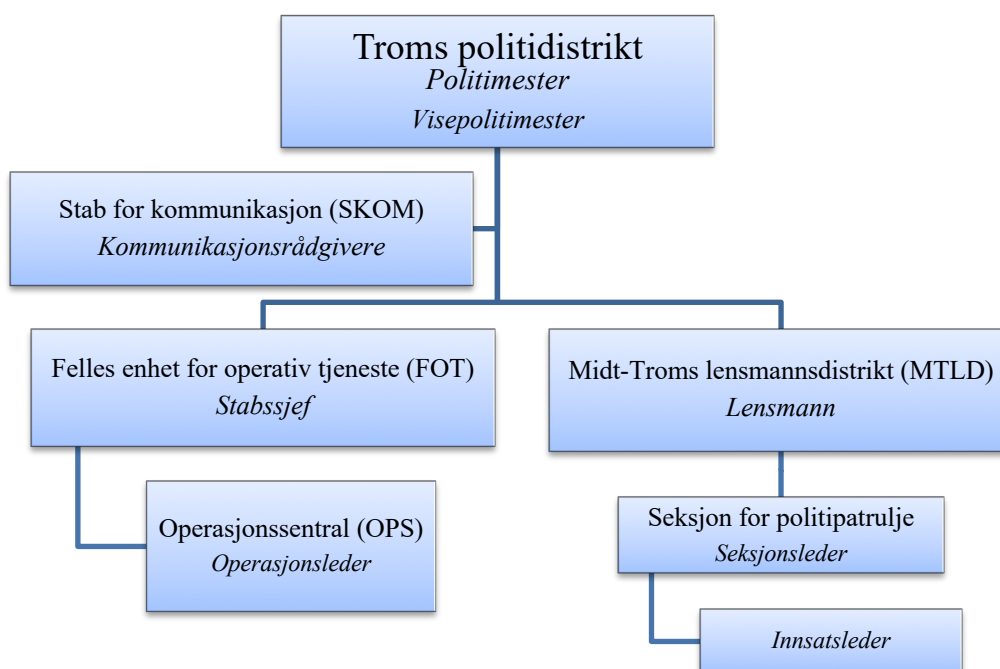 Troms politidistrikt
Politimester
Visepolitimester
Stab for kommunikasjon (SKOM)
Kommunikasjonsrådgivere
Felles enhet for operativ tjeneste (FOT)
Stabssjef
Midt-Troms lensmannsdistrikt (MTLD)
Lensmann
Operasjonssentral (OPS)
Operasjonsleder
Seksjon for politipatrulje
Seksjonsleder
Innsatsleder